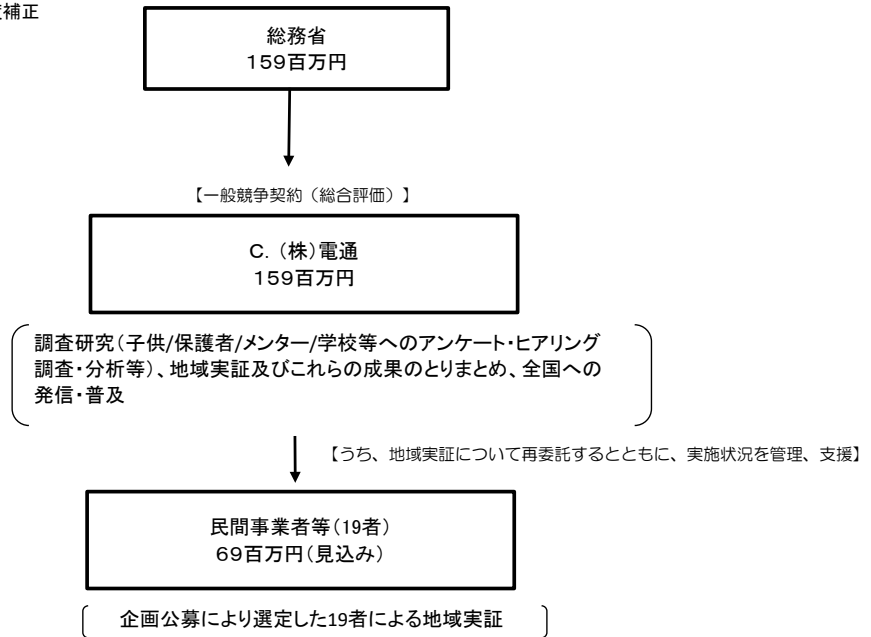 補正
総務省
159百万円
【一般競争契約（総合評価）】
C. （株）電通
159百万円
調査研究（子供/保護者/メンター/学校等へのアンケート・ヒアリング
調査・分析等）、地域実証及びこれらの成果のとりまとめ、全国への
発信・普及
【うち、地域実証について再委託するとともに、実施状況を管理、支援】
民間事業者等（19者）
69百万円（見込み）
企画公募により選定した19者による地域実証